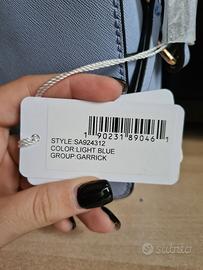 1 90231 89046 1
STYLE:SA924312
COLOR:LIGHT BLUE
GROUP:GARRICK
subito